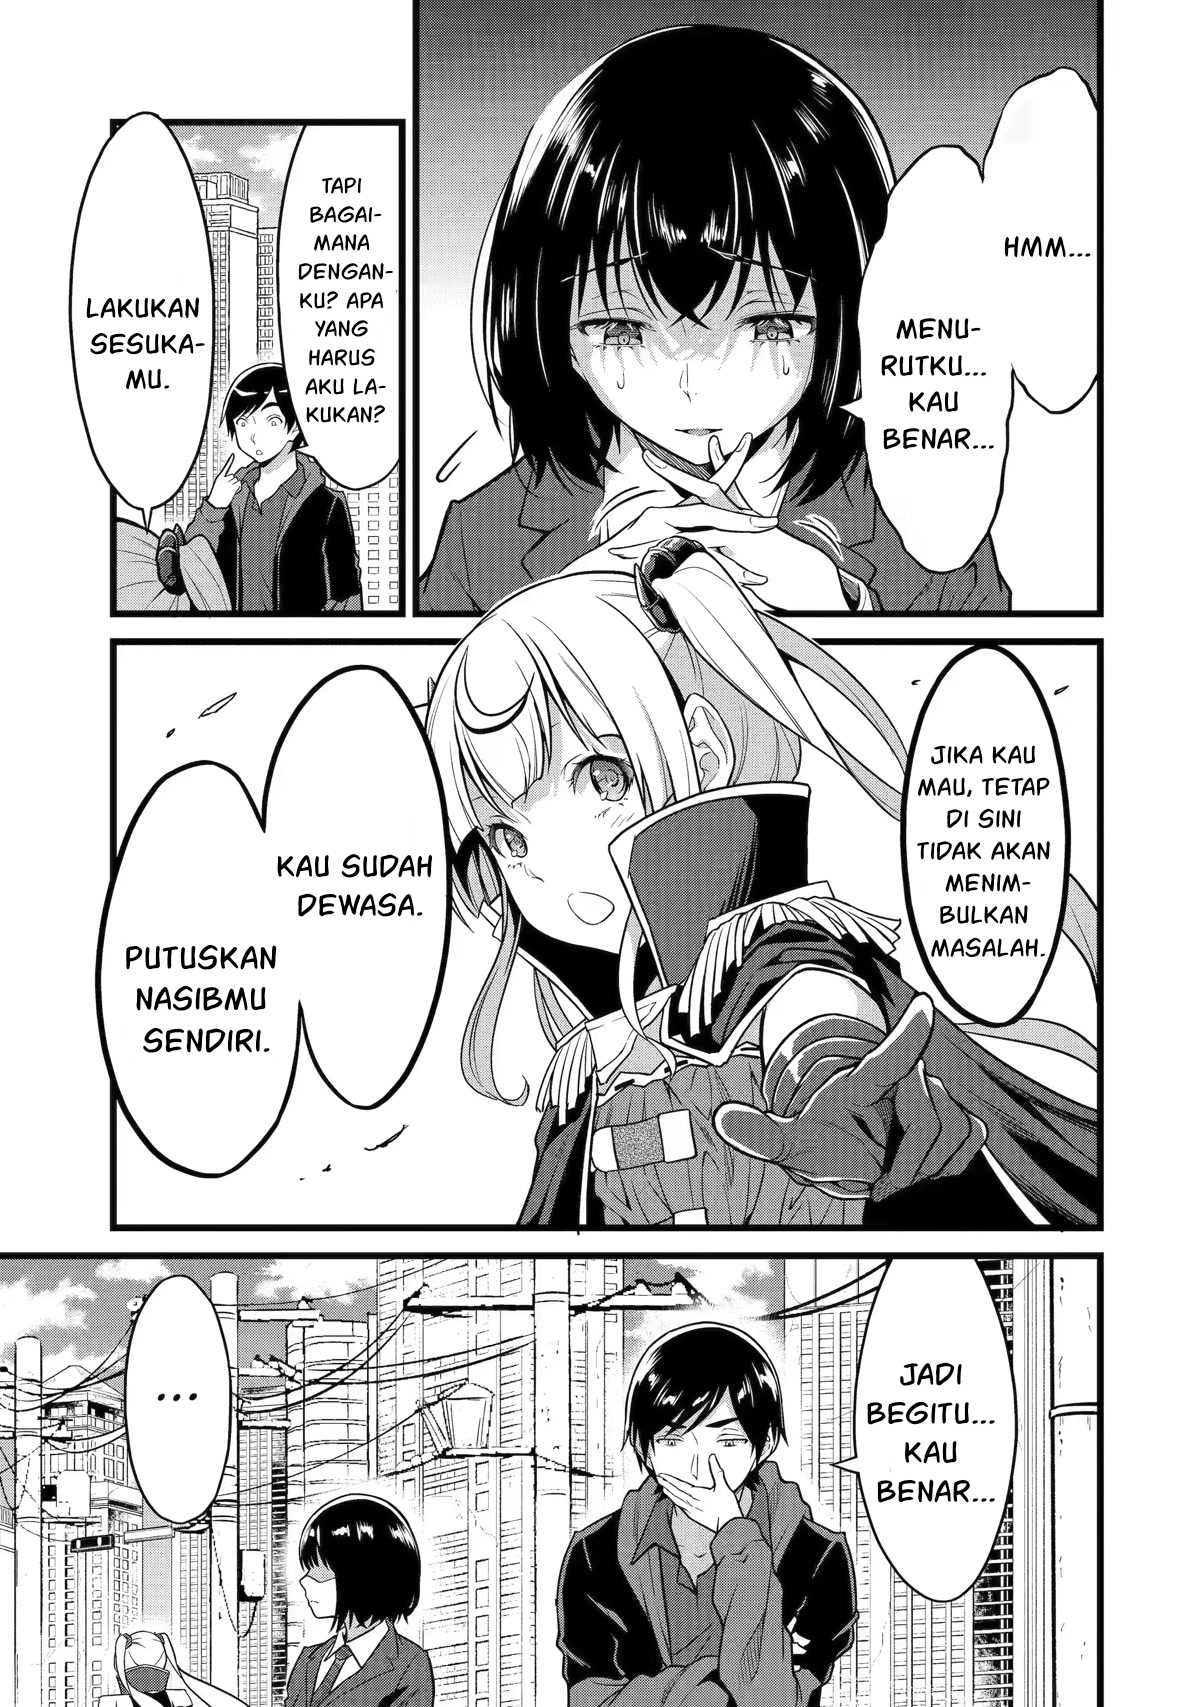 HMM...
MENU-
RUTKU...
KAU
BENAR...
TAPI
BAGAI-
MANA
DENGAN-
KU? APA
YANG
HARUS
AKU LA-
KUKAN?
LAKUKAN
SESUKA-
MU.
JIKA KAU
MAU, TETAP
DI SINI
TIDAK AKAN
MENIM-
BULKAN
MASALAH.
KAU SUDAH
DEWASA.
PUTUSKAN
NASIBMU
SENDIRI.
JADI
BEGITU...
KAU
BENAR...
...